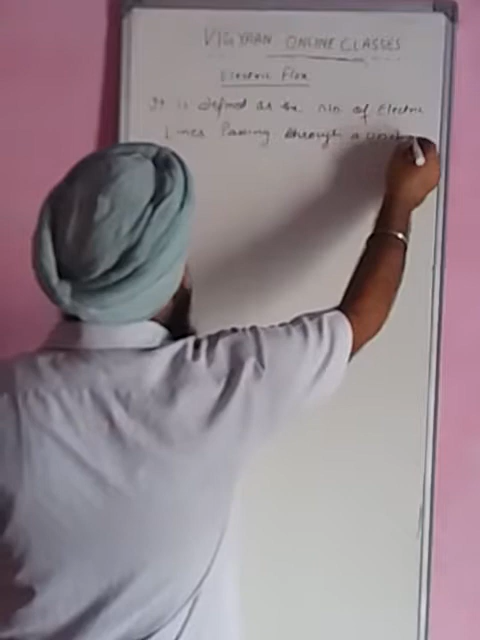 VIGYAAN ONLINE CLASSES
Electric Flux
It is defined as the No of Electric
Lines Passing through a